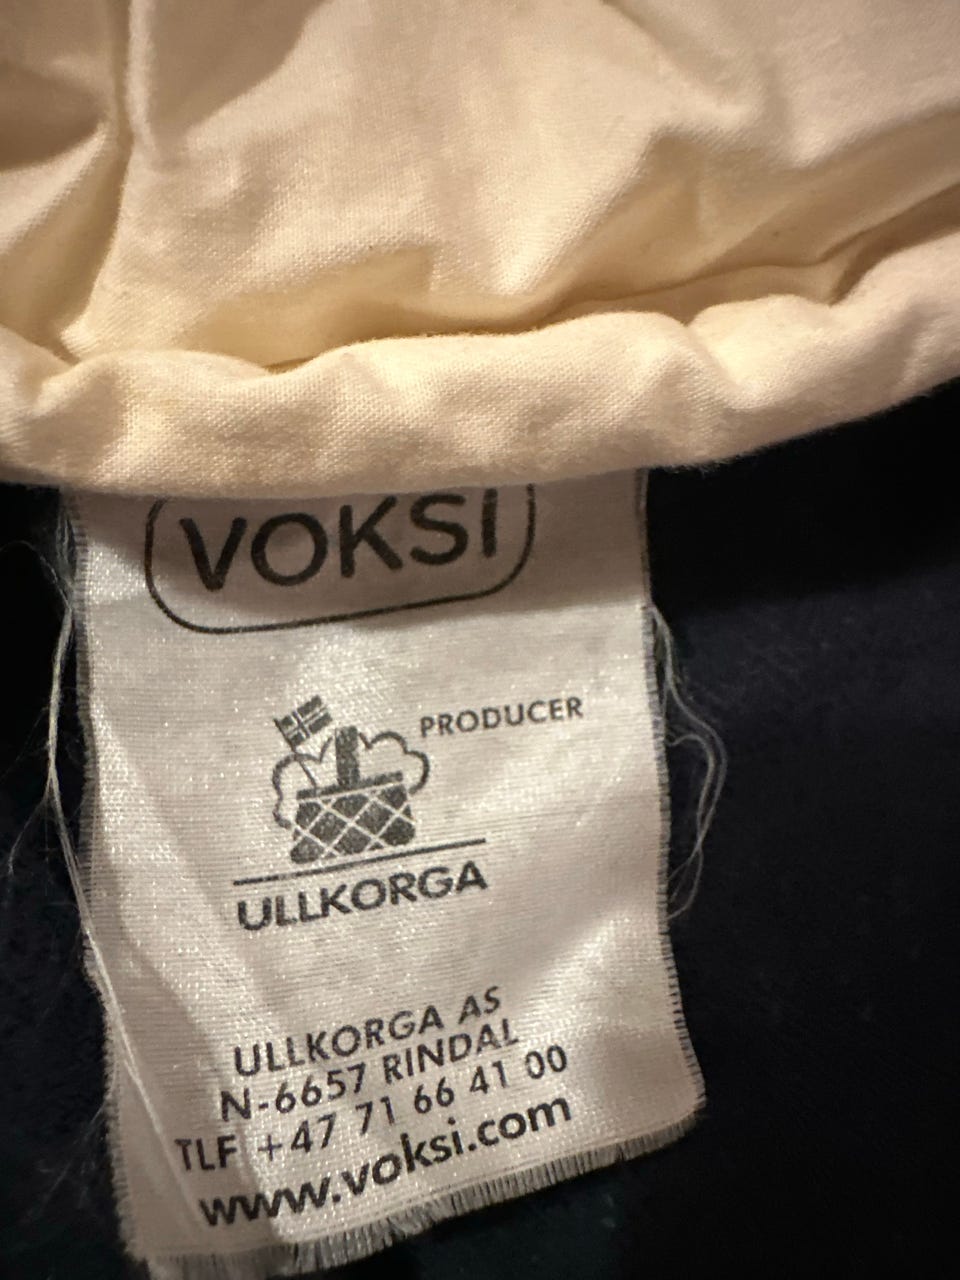 VOKSI
PRODUCER
ULLKORGA
ULLKORGA AS
N-6657 RINDAL
TLF +47 71 66 41 00
www.voksi.com